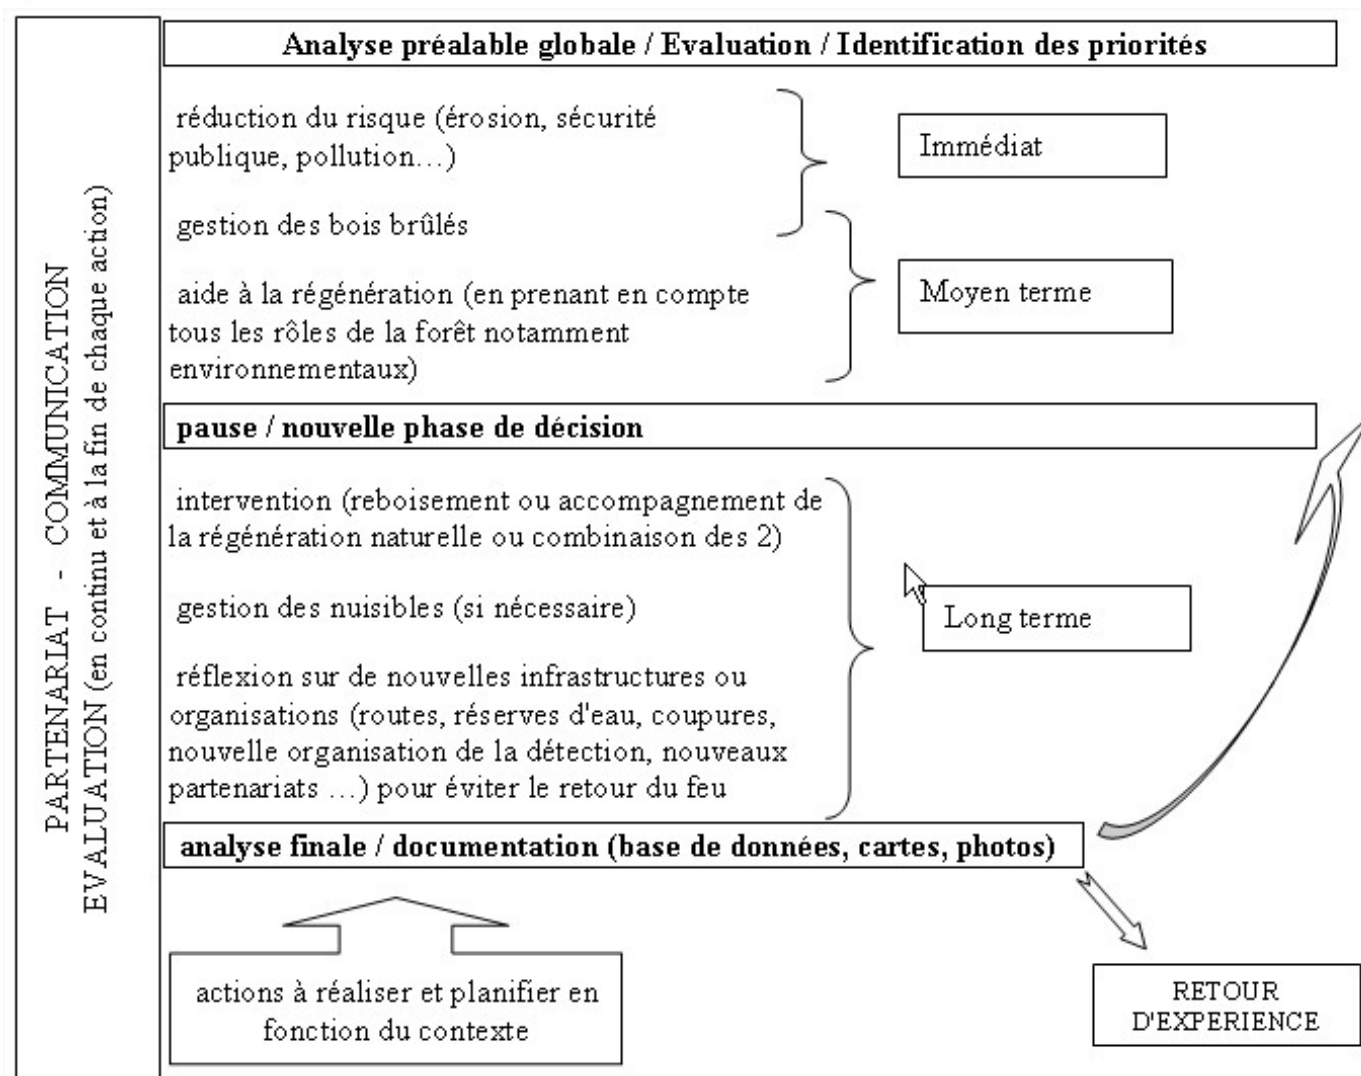 Analyse préalable globale / Evaluation / Identification des priorités
réduction du risque (érosion, sécurité
publique, pollution…)
Immédiat
gestion des bois brûlés
aide à la régénération (en prenant en compte
tous les rôles de la forêt notamment
environnementaux)
Moyen terme
pause / nouvelle phase de décision
intervention (reboisement ou accompagnement de
la régénération naturelle ou combinaison des 2)
gestion des nuisibles (si nécessaire)
Long terme
réflexion sur de nouvelles infrastructures ou
organisations (routes, réserves d'eau, coupures,
nouvelle organisation de la détection, nouveaux
partenariats …) pour éviter le retour du feu
analyse finale / documentation (base de données, cartes, photos)
actions à réaliser et planifier en
fonction du contexte
RETOUR
D'EXPERIENCE
PARTENARIAT - COMMUNICATION
EVALUATION (en continu et à la fin de chaque action)